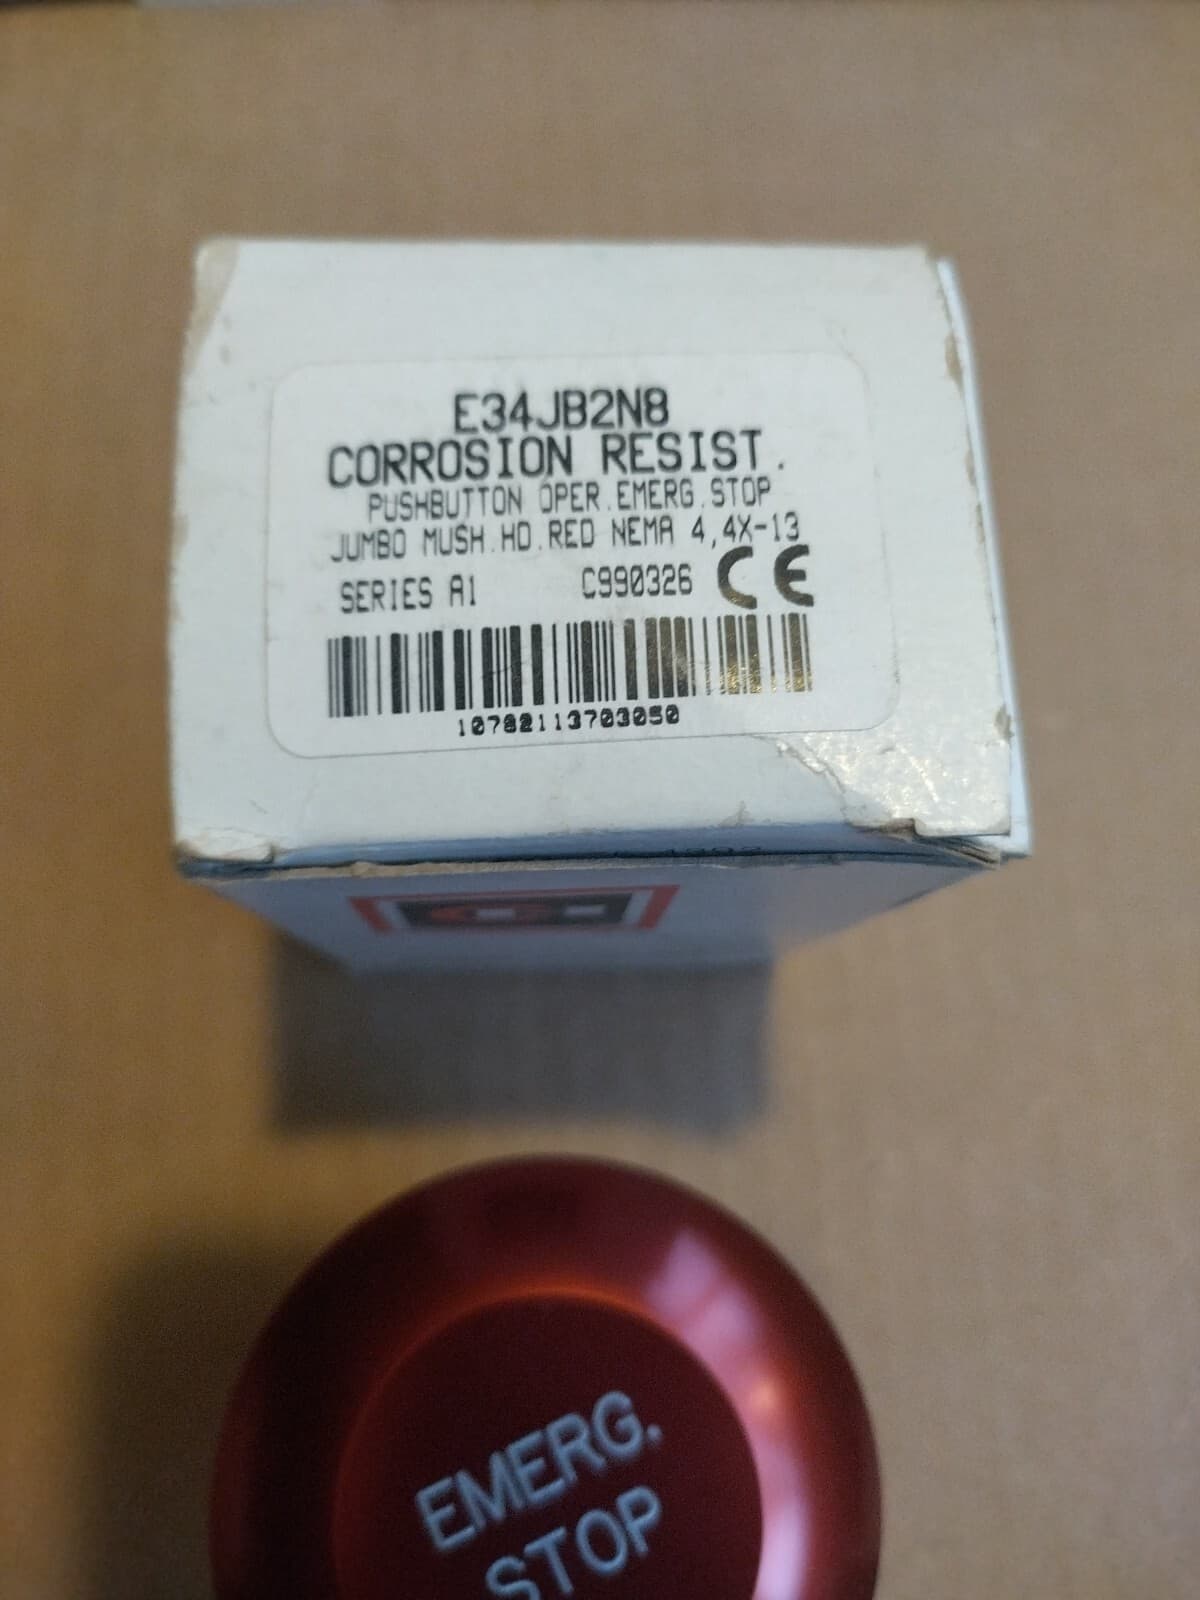 E34JB2N8
CORROSION RESIST.
PUSHBUTTON OPER.EMERG.STOP
JUMBO MUSH.HD.RED NEMA 4,4X-13
SERIES A1 C990326 CE
10782113703050
EMERG.
STOP